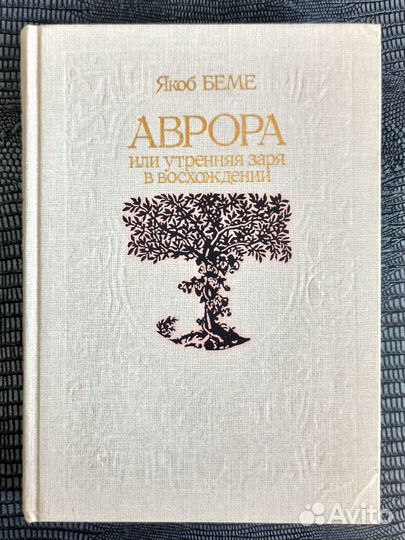 Якоб БЕМЕ
АВРОРА
или утренняя заря
в восхождении
Avito